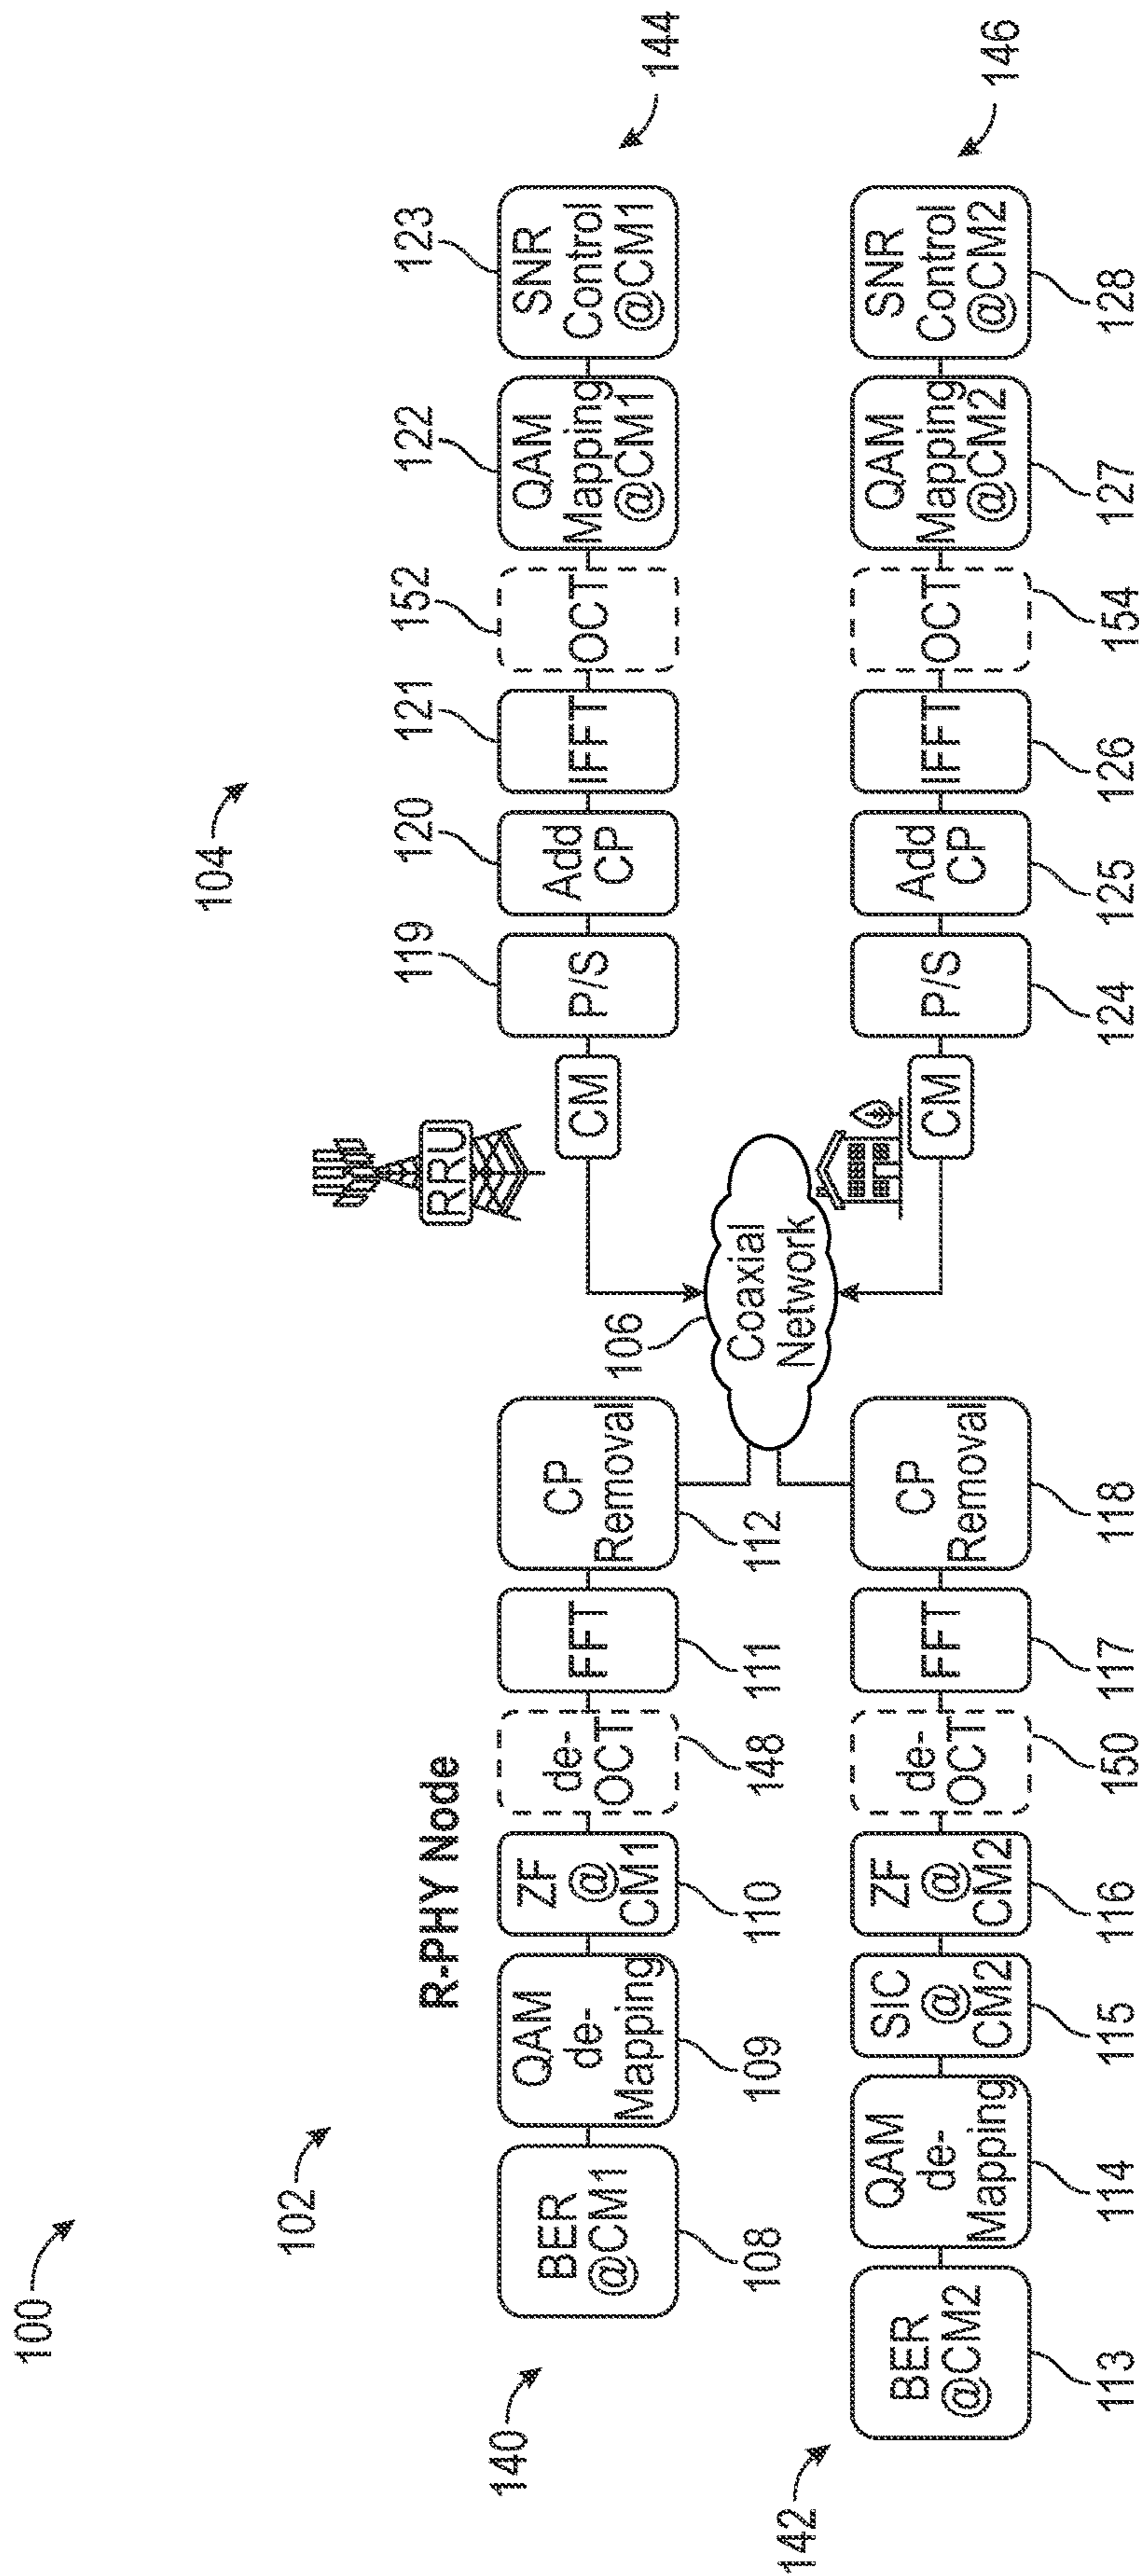 100
102
104
R-PHY Node
140
144
119
120
121
152
122
123
BER
@CM1
QAM
de-
Mapping
ZF
@
CM1
de-
OCT
FFT
CP
Removal
RRU
CM
P/S
Add
CP
IFFT
OCT
QAM
Mapping
@CM1
SNR
Control
@CM1
108
109
110
148
111
112
106
Coaxial
Network
142
146
BER
@CM2
QAM
de-
Mapping
SIC
@
CM2
ZF
@
CM2
de-
OCT
FFT
CP
Removal
CM
P/S
Add
CP
IFFT
OCT
QAM
Mapping
@CM2
SNR
Control
@CM2
113
114
115
116
150
117
118
124
125
126
154
127
128